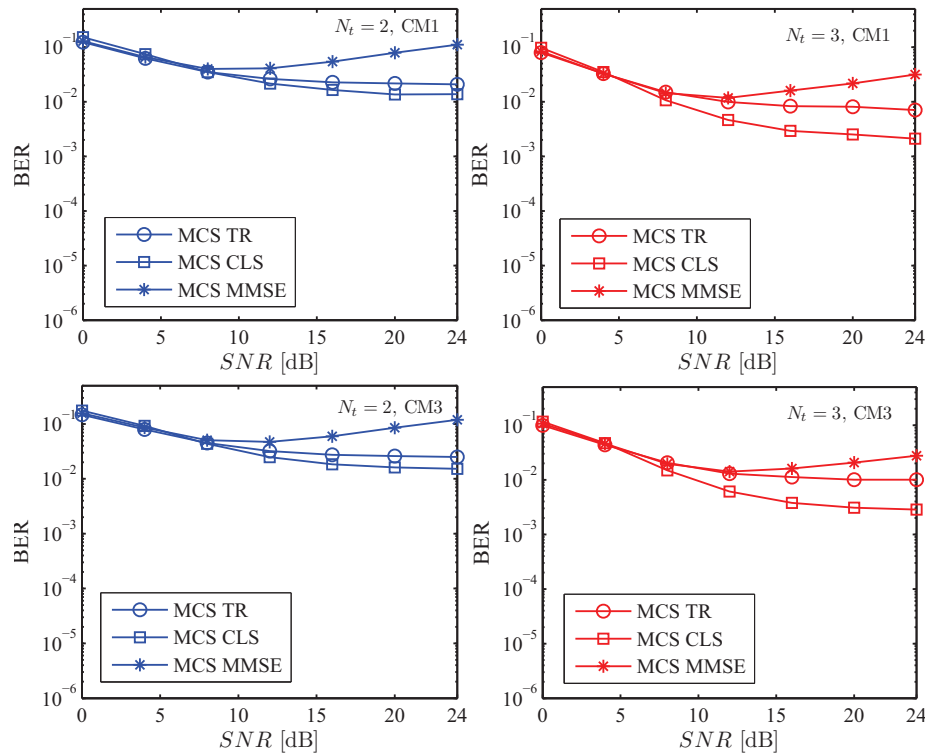 N_t = 2, CM1
10^-1
10^-2
10^-3
10^-4
10^-5
10^-6
BER
MCS TR
MCS CLS
MCS MMSE
0 5 10 15 20 24
SNR [dB]
N_t = 3, CM1
10^-1
10^-2
10^-3
10^-4
10^-5
10^-6
BER
MCS TR
MCS CLS
MCS MMSE
0 5 10 15 20 24
SNR [dB]
N_t = 2, CM3
10^-1
10^-2
10^-3
10^-4
10^-5
10^-6
BER
MCS TR
MCS CLS
MCS MMSE
0 5 10 15 20 24
SNR [dB]
N_t = 3, CM3
10^-1
10^-2
10^-3
10^-4
10^-5
10^-6
BER
MCS TR
MCS CLS
MCS MMSE
0 5 10 15 20 24
SNR [dB]